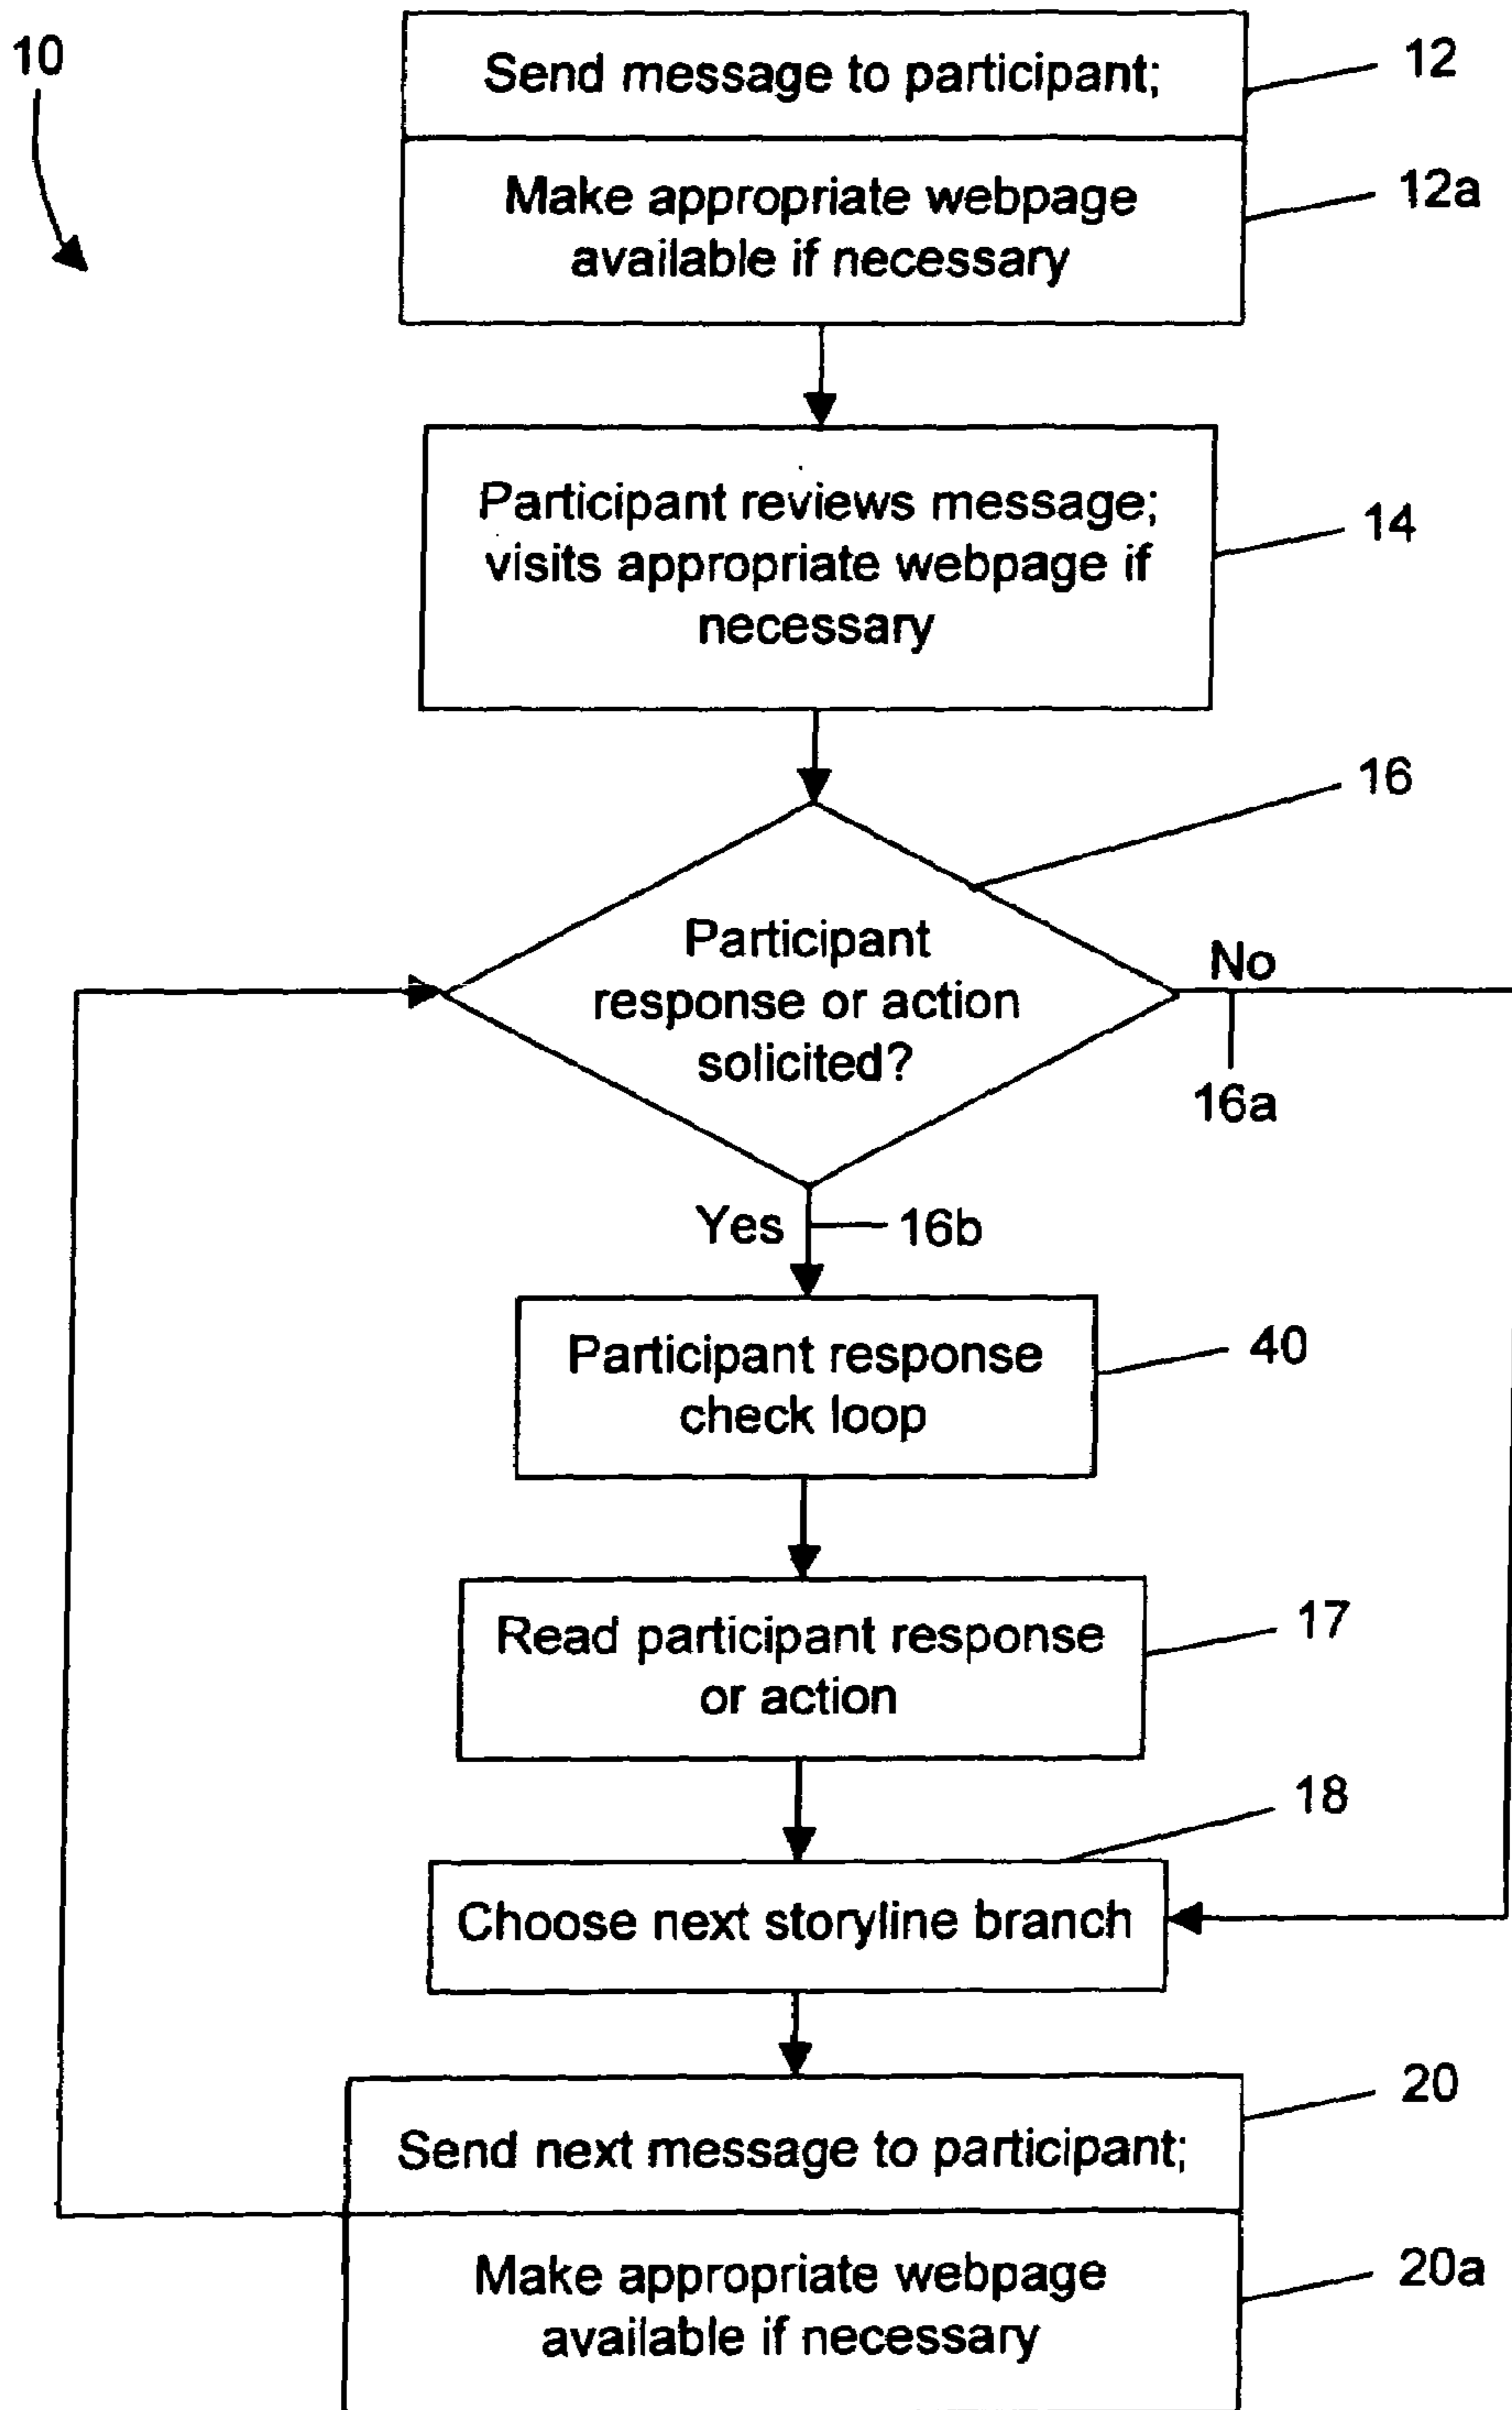 10
Send message to participant;
12
Make appropriate webpage
available if necessary
12a
Participant reviews message;
visits appropriate webpage if
necessary
14
16
Participant
response or action
solicited?
No
16a
Yes
16b
Participant response
check loop
40
Read participant response
or action
17
18
Choose next storyline branch
20
Send next message to participant;
Make appropriate webpage
available if necessary
20a